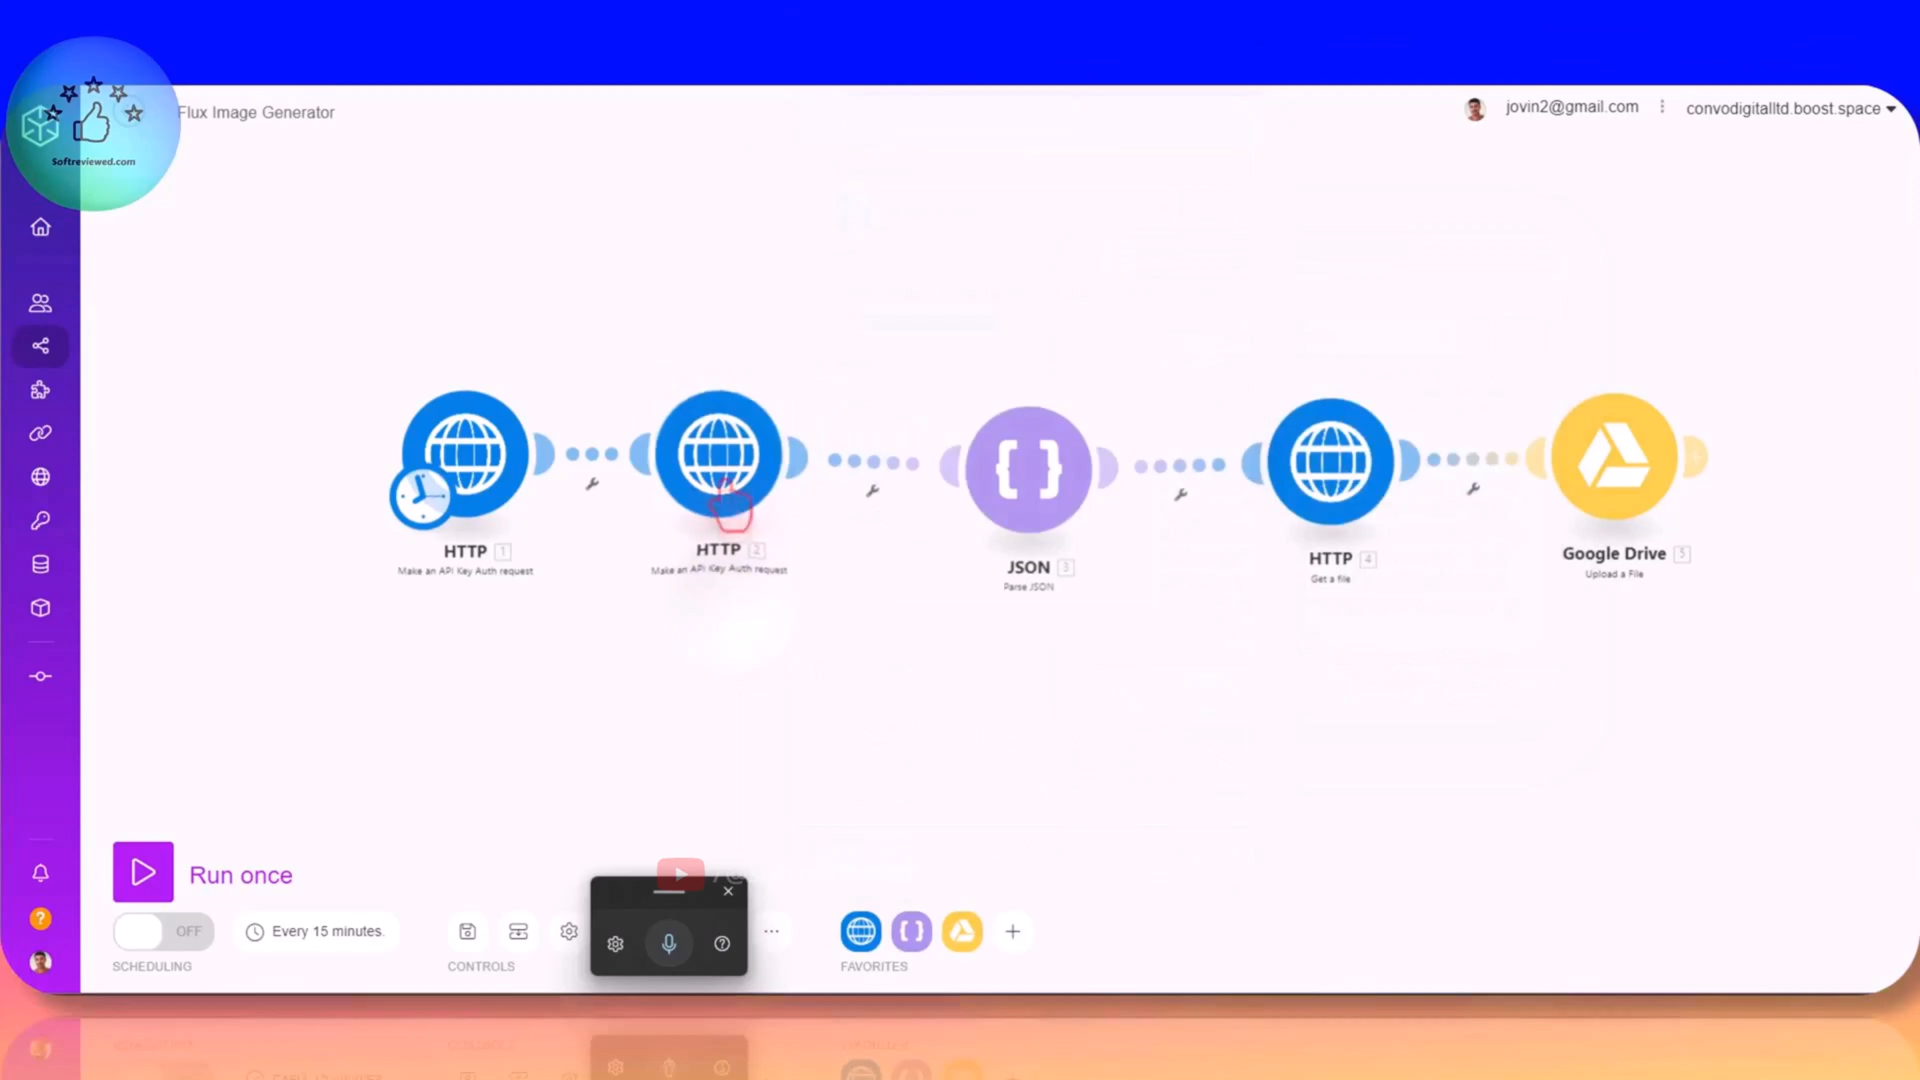 Flux Image Generator
jovin2@gmail.com
convodigitalltd.boost.space
Softreviewed.com
HTTP 1
Make an API Key Auth request
HTTP 2
Make an API Key Auth request
JSON 3
Parse JSON
HTTP 4
Get a file
Google Drive 5
Upload a File
Run once
OFF
Every 15 minutes.
SCHEDULING
CONTROLS
FAVORITES